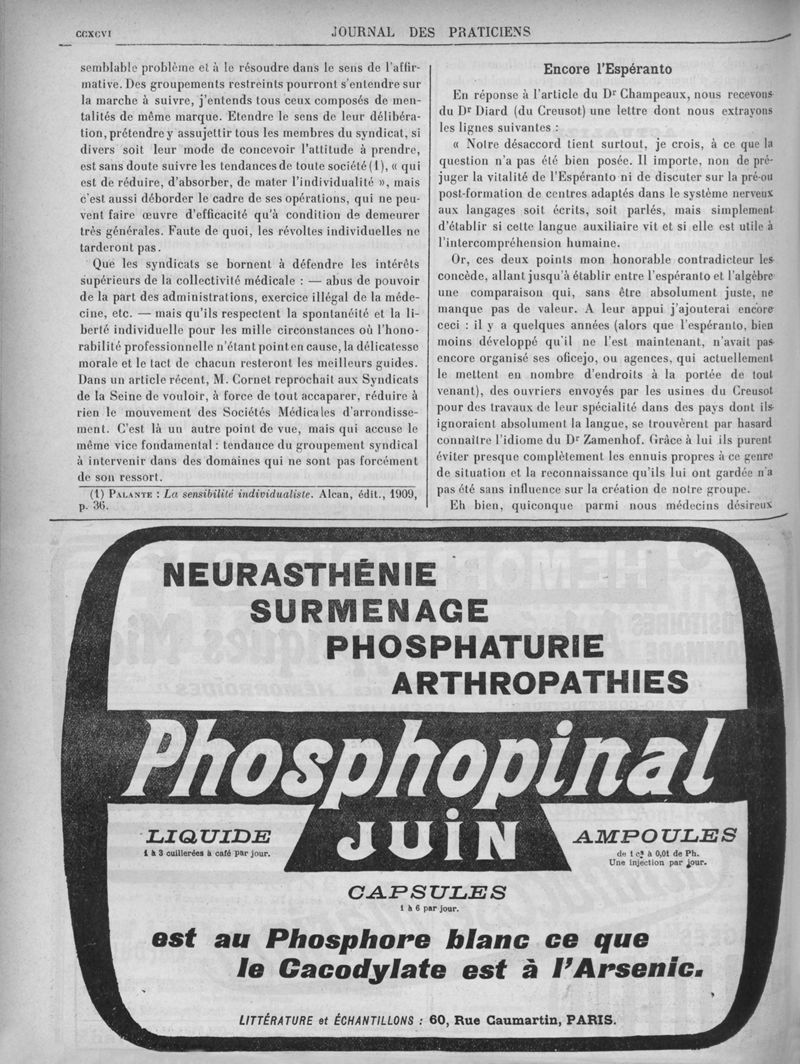 CCXCVI
JOURNAL DES PRATICIENS
semblable problème et à le résoudre dans le sens de l'affir-
mative. Des groupements restreints pourront s'entendre sur
la marche à suivre, j'entends tous ceux composés de men-
talités de même marque. Etendre le sens de leur délibéra-
tion, prétendre y assujettir tous les membres du syndicat, si
divers soit leur mode de concevoir l'attitude à prendre,
est sans doute suivre les tendances de toute société (1), « qui
est de réduire, d'absorber, de mater l'individualité », mais
c'est aussi déborder le cadre de ses opérations, qui ne peu-
vent faire œuvre d'efficacité qu'à condition de demeurer
très générales. Faute de quoi, les révoltes individuelles ne
tarderont pas.
Que les syndicats se bornent à défendre les intérêts
supérieurs de la collectivité médicale : — abus de pouvoir
de la part des administrations, exercice illégal de la méde-
cine, etc. — mais qu'ils respectent la spontanéité et la li-
berté individuelle pour les mille circonstances où l'hono-
rabilité professionnelle n'étant point en cause, la délicatesse
morale et le tact de chacun resteront les meilleurs guides.
Dans un article récent, M. Cornet reprochait aux Syndicats
de la Seine de vouloir, à force de tout accaparer, réduire à
rien le mouvement des Sociétés Médicales d'arrondisse-
ment. C'est là un autre point de vue, mais qui accuse le
même vice fondamental : tendance du groupement syndical
à intervenir dans des domaines qui ne sont pas forcément
de son ressort.
(1) PALANTE : La sensibilité individualiste. Alcan, édit., 1909,
p. 36.
Encore l'Espéranto
En réponse à l'article du Dr Champeaux, nous recevons
du Dr Diard (du Creusot) une lettre dont nous extrayons
les lignes suivantes :
« Notre désaccord tient surtout, je crois, à ce que la
question n'a pas été bien posée. Il importe, non de pré-
juger la vitalité de l'Espéranto ni de discuter sur la pré-ou
post-formation de centres adaptés dans le système nerveux
aux langages soit écrits, soit parlés, mais simplement
d'établir si cette langue auxiliaire vit et si elle est utile à
l'intercompréhension humaine.
Or, ces deux points mon honorable contradicteur les
concède, allant jusqu'à établir entre l'espéranto et l'algèbre
une comparaison qui, sans être absolument juste, ne
manque pas de valeur. A leur appui j'ajouterai encore
ceci : il y a quelques années (alors que l'espéranto, bien
moins développé qu'il ne l'est maintenant, n'avait pas
encore organisé ses oficejo, ou agences, qui actuellement
le mettent en nombre d'endroits à la portée de tout
venant), des ouvriers envoyés par les usines du Creusot
pour des travaux de leur spécialité dans des pays dont ils
ignoraient absolument la langue, se trouvèrent par hasard
connaître l'idiome du Dr Zamenhof. Grâce à lui ils purent
éviter presque complètement les ennuis propres à ce genre
de situation et la reconnaissance qu'ils lui ont gardée n'a
pas été sans influence sur la création de notre groupe.
Eh bien, quiconque parmi nous médecins désireux
NEURASTHÉNIE
SURMENAGE
PHOSPHATURIE
ARTHROPATHIES
Phosphopinal
JUIN
LIQUIDE
1 à 3 cuillerées à café par jour.
AMPOULES
de 1 c3 à 0,01 de Ph.
Une injection par jour.
CAPSULES
1 à 6 par jour.
est au Phosphore blanc ce que
le Cacodylate est à l'Arsenic.
LITTÉRATURE et ÉCHANTILLONS : 60, Rue Caumartin, PARIS.